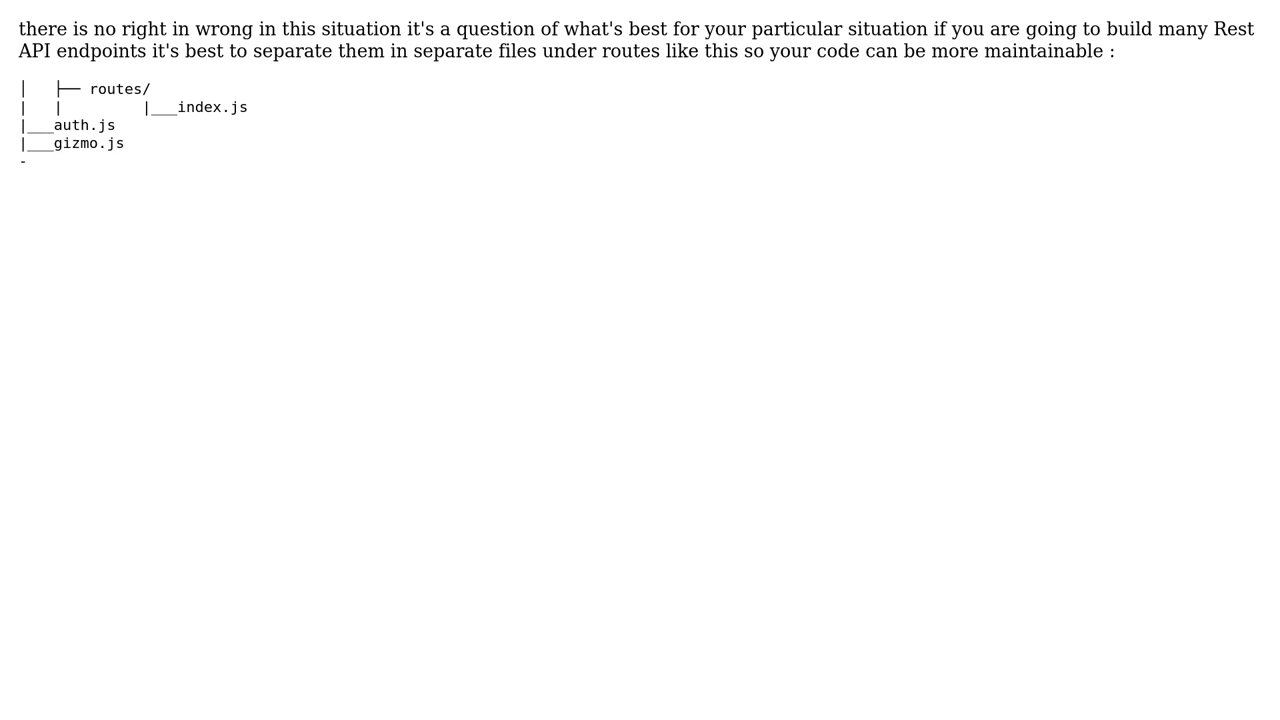 there is no right in wrong in this situation it's a question of what's best for your particular situation if you are going to build many Rest
API endpoints it's best to separate them in separate files under routes like this so your code can be more maintainable :
│   ├── routes/
|   |         |___index.js
|___auth.js
|___gizmo.js
-